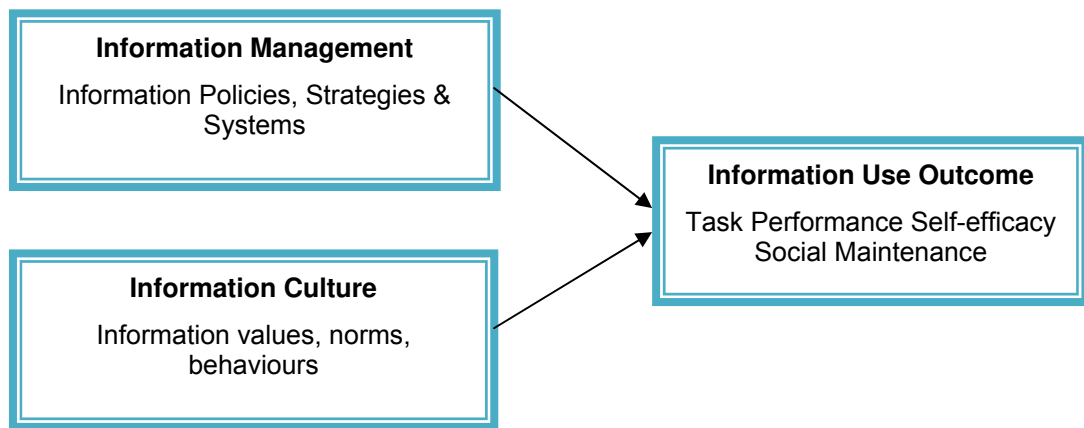 Information Management
Information Policies, Strategies &
Systems
Information Use Outcome
Task Performance Self-efficacy
Social Maintenance
Information Culture
Information values, norms,
behaviours